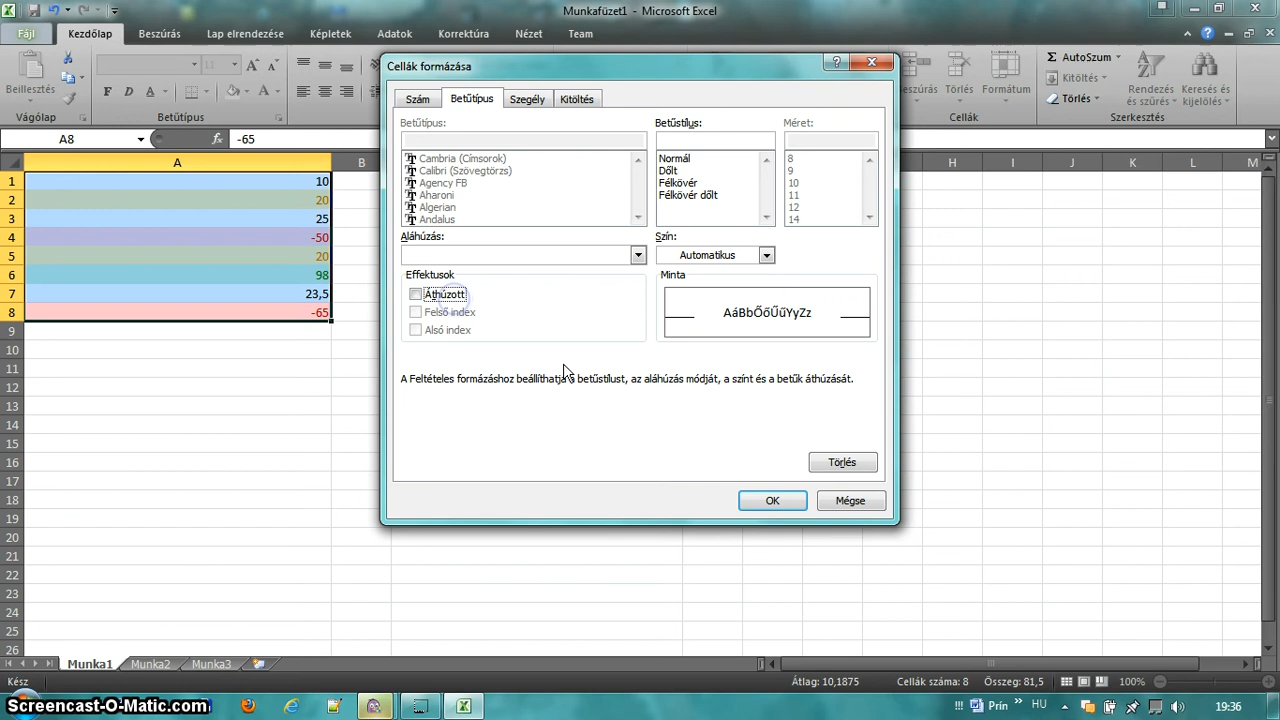 Munkafüzet1 - Microsoft Excel
Fájl Kezdőlap Beszúrás Lap elrendezése Képletek Adatok Korrektúra Nézet Team
Beillesztés
F D A
Vágólap Betűtípus
AutoSzum
Kitöltés
Törlés
Törlés Formátum
Rendezés és szűrés
Keresés és
Cellák Szerkesztés
A8 fx -65
A B H I J K L M
1 10
2 20
3 25
4 -50
5 20
6 98
7 23,5
8 -65
9
10
11
12
13
14
15
16
17
18
19
20
21
22
23
24
25
26
Cellák formázása
Szám Betűtípus Szegély Kitöltés
Betűtípus: Betűstílus: Méret:
Cambria (Címsorok) Normál 8
Calibri (Szövegtörzs) Dőlt 9
Agency FB Félkövér 10
Aharoni Félkövér dőlt 11
Algerian 12
Andalus 14
Aláhúzás: Szín:
Automatikus
Effektusok Minta
Áthúzott
Felső index AáBbŐőŰűYyZz
Alsó index
A Feltételes formázáshoz beállíthatja a betűstílust, az aláhúzás módját, a színt és a betűk áthúzását.
Törlés
OK Mégse
Munka1 Munka2 Munka3
Kész Átlag: 10,1875 Cellák száma: 8 Összeg: 81,5 100%
Screencast-O-Matic.com Prin HU 19:36